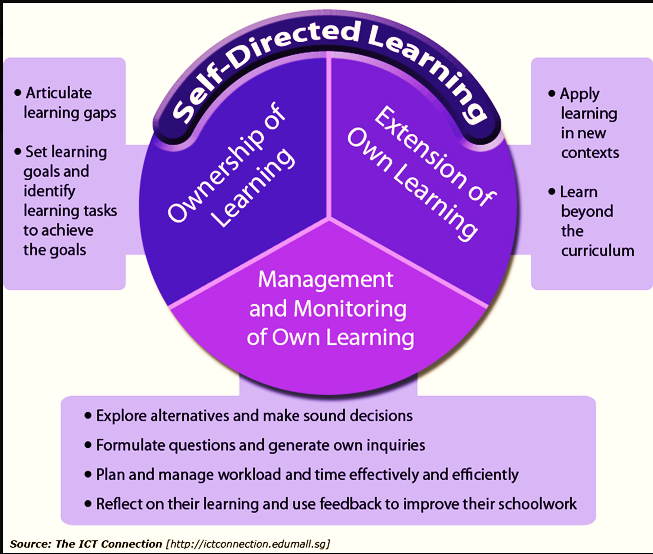 Self-Directed Learning
• Articulate
learning gaps
• Set learning
goals and
identify
learning tasks
to achieve
the goals
Ownership of
Learning
Extension of
Own Learning
• Apply
learning
in new
contexts
• Learn
beyond
the
curriculum
Management
and Monitoring
of Own Learning
• Explore alternatives and make sound decisions
• Formulate questions and generate own inquiries
• Plan and manage workload and time effectively and efficiently
• Reflect on their learning and use feedback to improve their schoolwork
Source: The ICT Connection [http://ictconnection.edumall.sg]